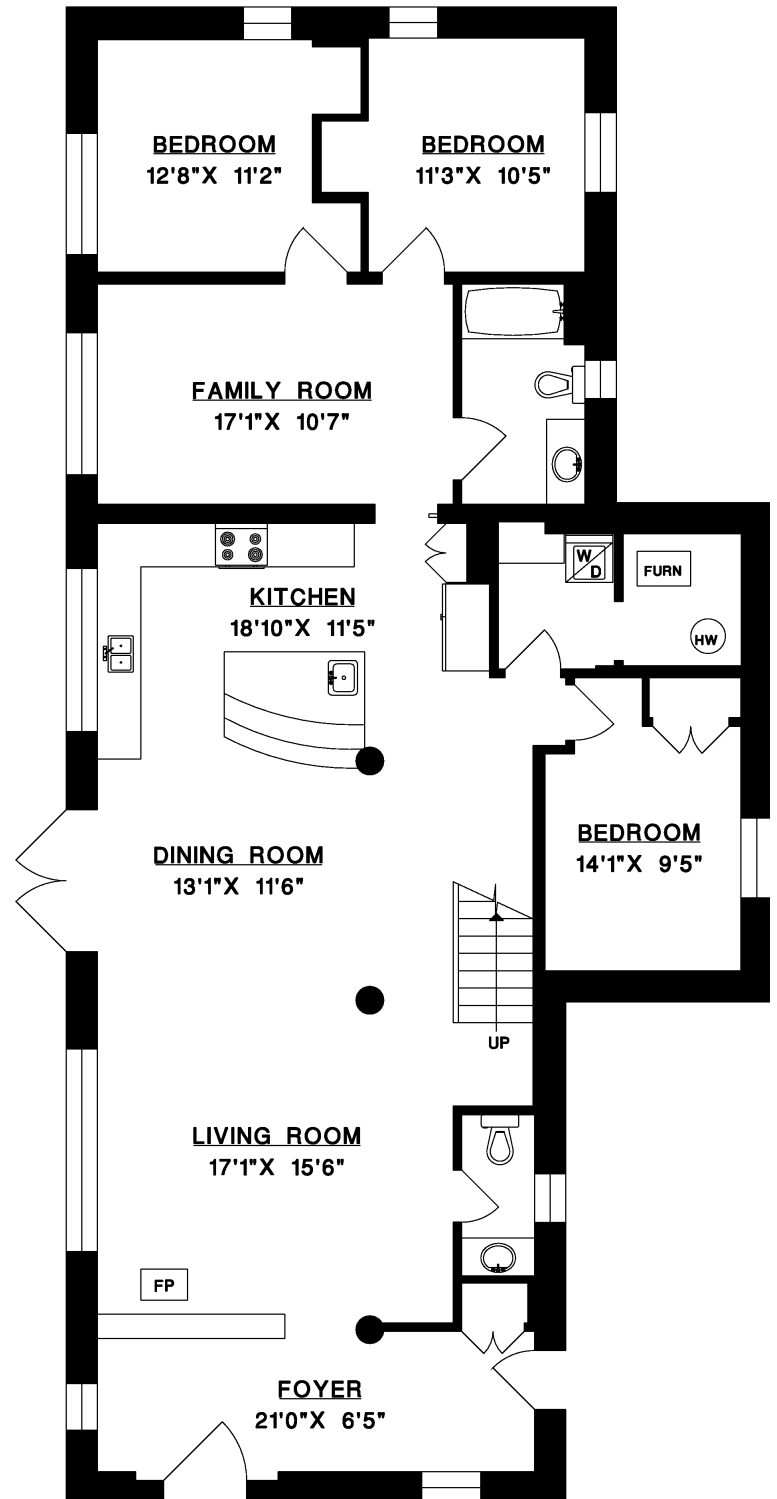 BEDROOM
12'8"X 11'2"
BEDROOM
11'3"X 10'5"
FAMILY ROOM
17'1"X 10'7"
W
D
FURN
KITCHEN
18'10"X 11'5"
HW
BEDROOM
14'1"X 9'5"
DINING ROOM
13'1"X 11'6"
UP
LIVING ROOM
17'1"X 15'6"
FP
FOYER
21'0"X 6'5"